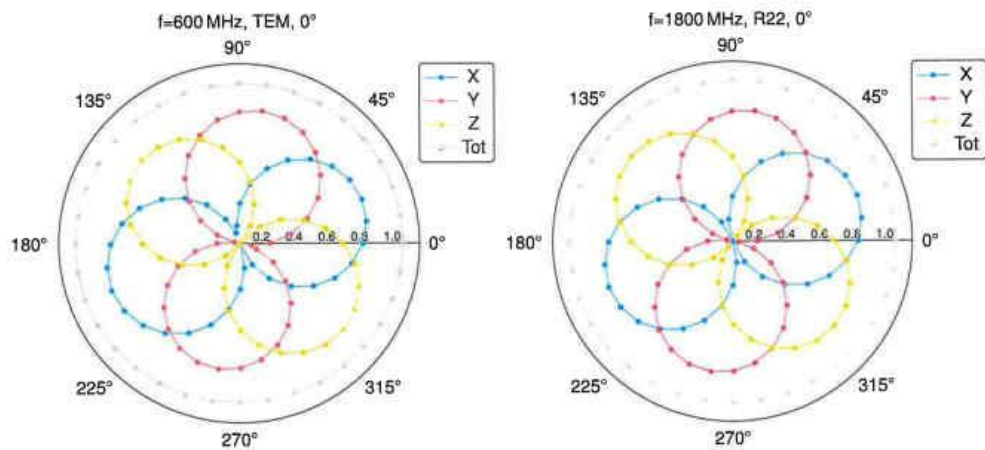 f=600 MHz, TEM, 0°
90°
135°
45°
X
Y
Z
Tot
180°
0.2 0.4 0.6 0.8 1.0
0°
225°
315°
270°
f=1800 MHz, R22, 0°
90°
135°
45°
X
Y
Z
Tot
180°
0.2 0.4 0.6 0.8 1.0
0°
225°
315°
270°